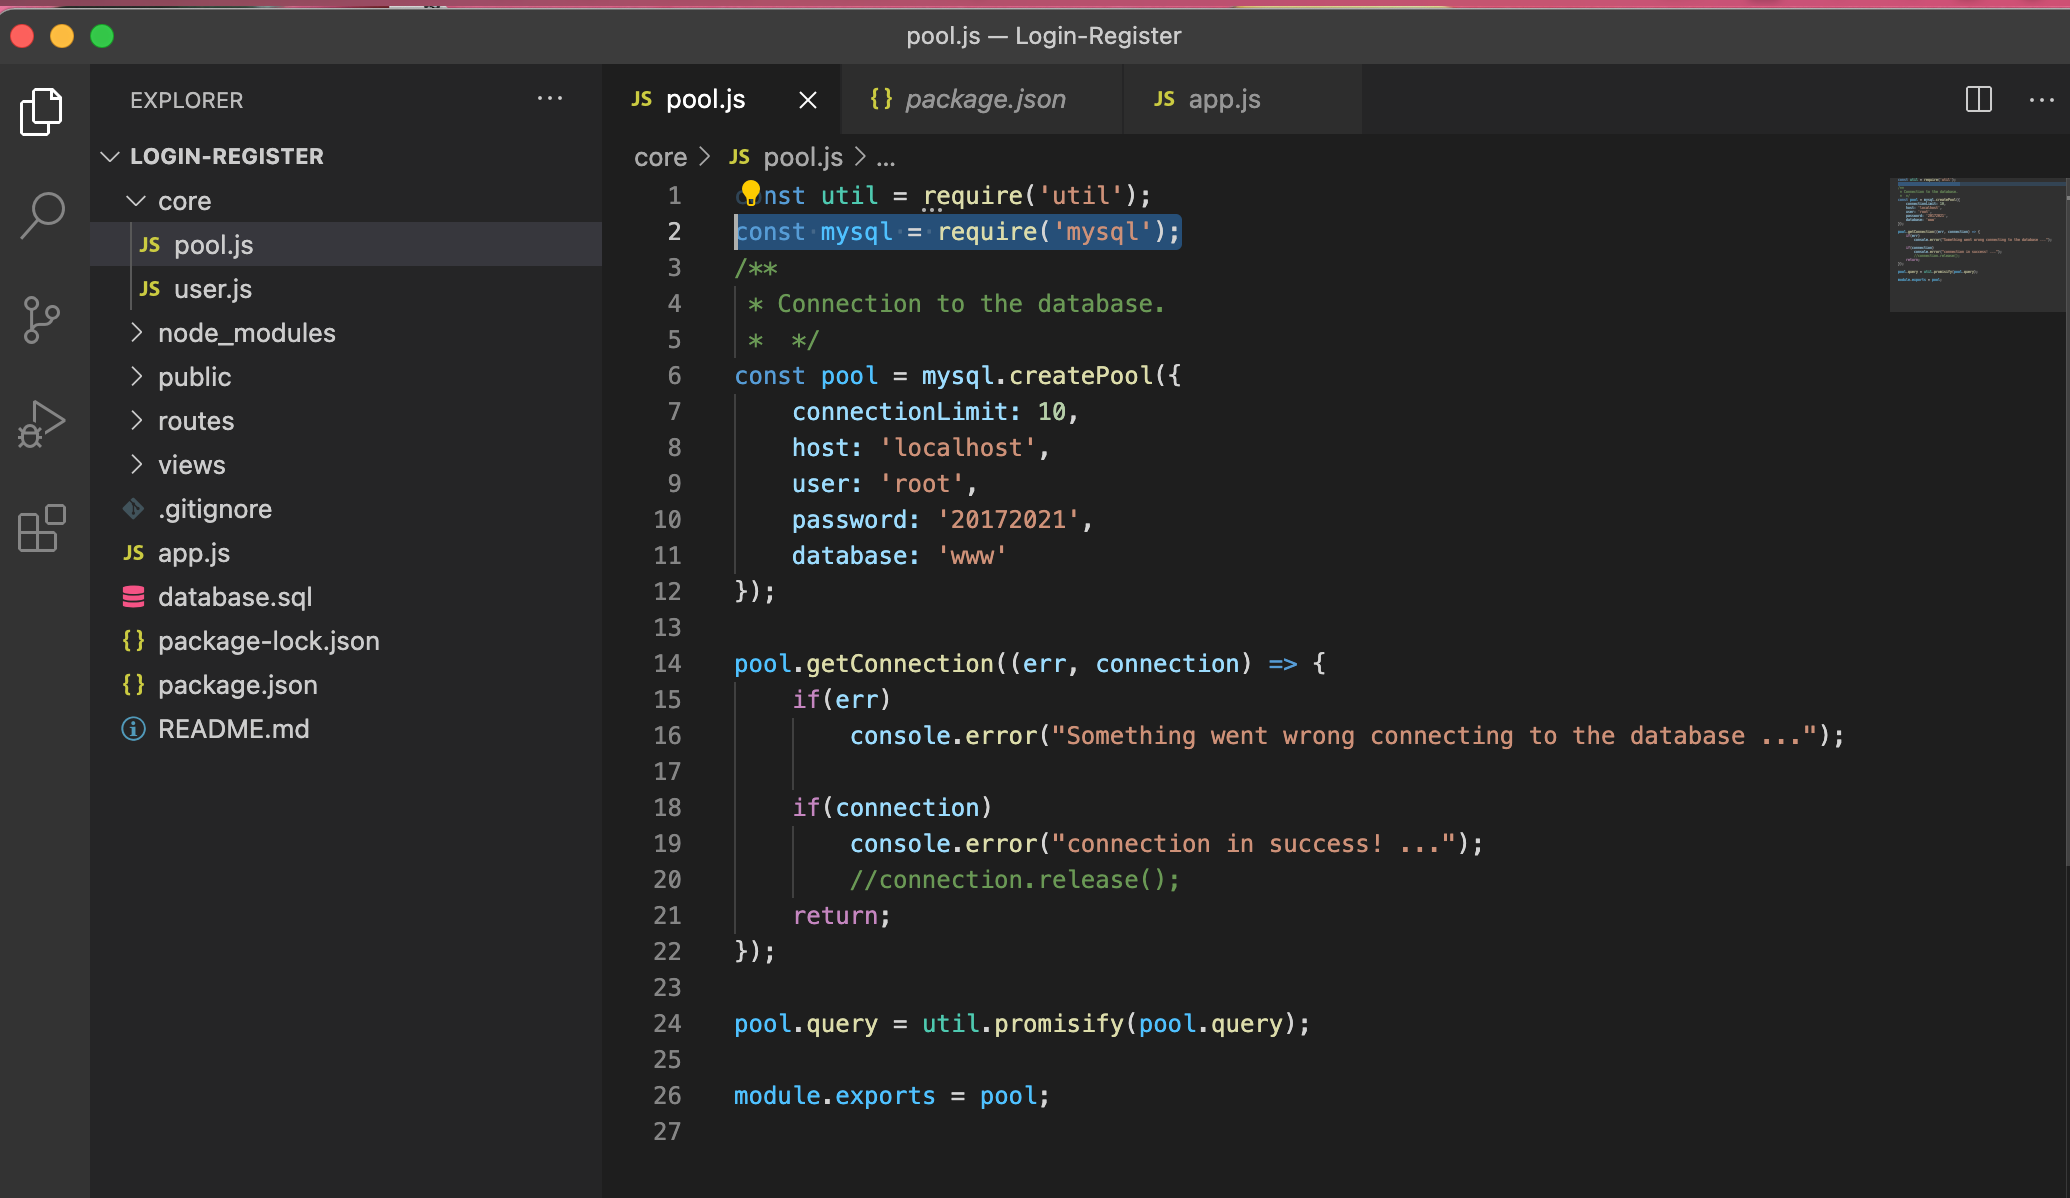 pool.js — Login-Register
EXPLORER
LOGIN-REGISTER
core
JS pool.js
JS user.js
node_modules
public
routes
views
.gitignore
JS app.js
database.sql
{} package-lock.json
{} package.json
README.md
JS pool.js
{} package.json
JS app.js
core > JS pool.js > ...
1 const util = require('util');
2 const mysql = require('mysql');
3 /**
4  * Connection to the database.
5  *  */
6 const pool = mysql.createPool({
7     connectionLimit: 10,
8     host: 'localhost',
9     user: 'root',
10     password: '20172021',
11     database: 'www'
12 });
13
14 pool.getConnection((err, connection) => {
15     if(err)
16         console.error("Something went wrong connecting to the database ...");
17
18     if(connection)
19         console.error("connection in success! ...");
20         //connection.release();
21     return;
22 });
23
24 pool.query = util.promisify(pool.query);
25
26 module.exports = pool;
27